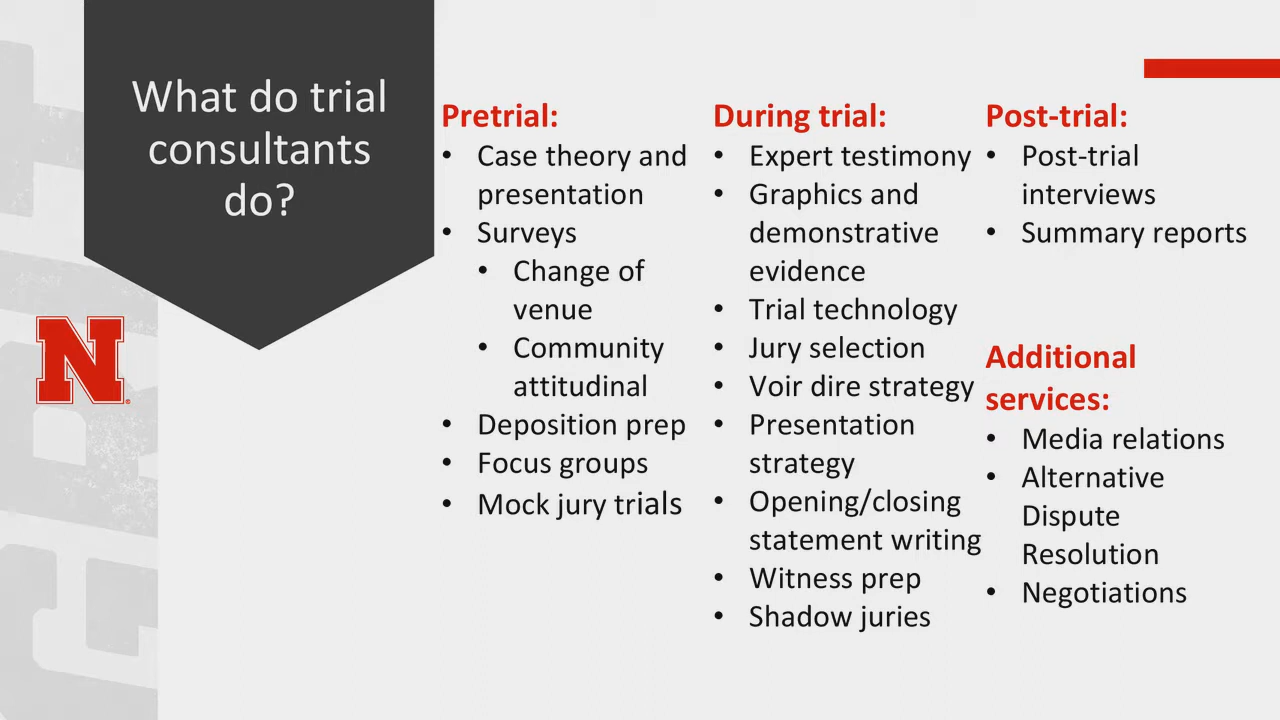 What do trial
consultants
do?
Pretrial:
• Case theory and
presentation
• Surveys
• Change of
venue
• Community
attitudinal
• Deposition prep
• Focus groups
• Mock jury trials
During trial:
• Expert testimony
• Graphics and
demonstrative
evidence
• Trial technology
• Jury selection
• Voir dire strategy
• Presentation
strategy
• Opening/closing
statement writing
• Witness prep
• Shadow juries
Post-trial:
• Post-trial
interviews
• Summary reports
Additional
services:
• Media relations
• Alternative
Dispute
Resolution
• Negotiations
N